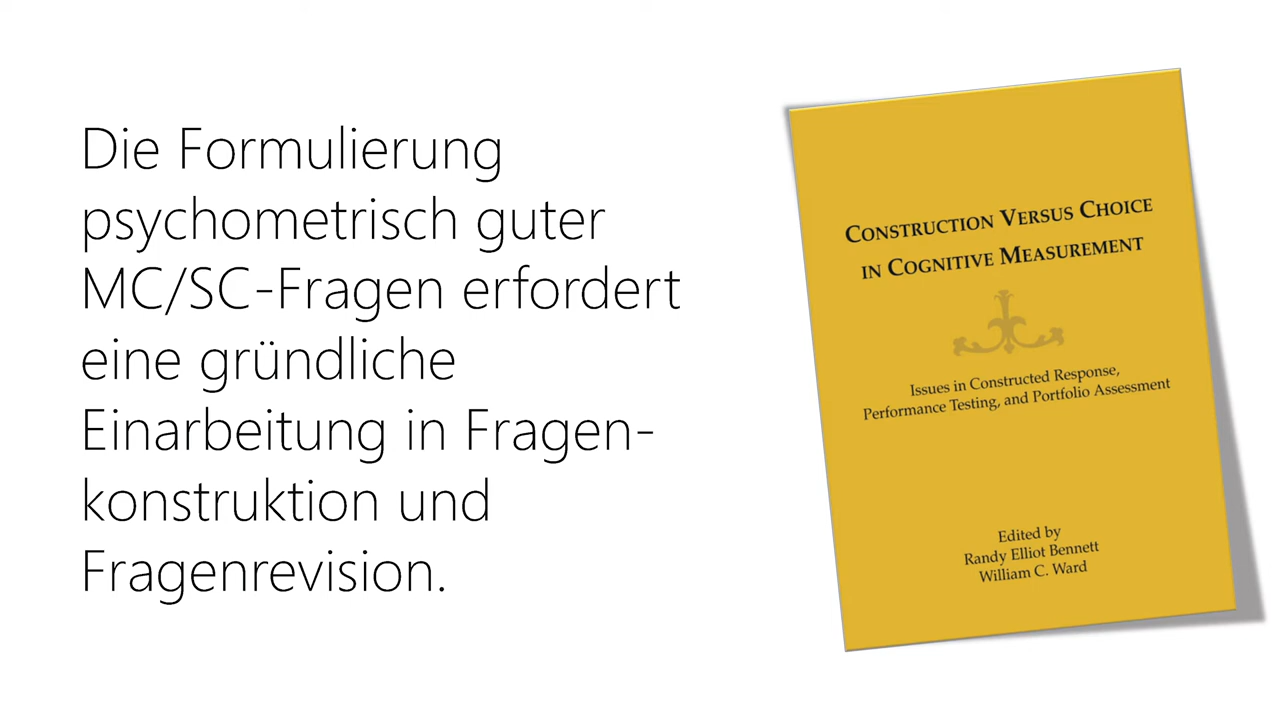 Die Formulierung
psychometrisch guter
MC/SC-Fragen erfordert
eine gründliche
Einarbeitung in Fragen-
konstruktion und
Fragenrevision.
CONSTRUCTION VERSUS CHOICE
IN COGNITIVE MEASUREMENT
Issues in Constructed Response,
Performance Testing, and Portfolio Assessment
Edited by
Randy Elliot Bennett
William C. Ward